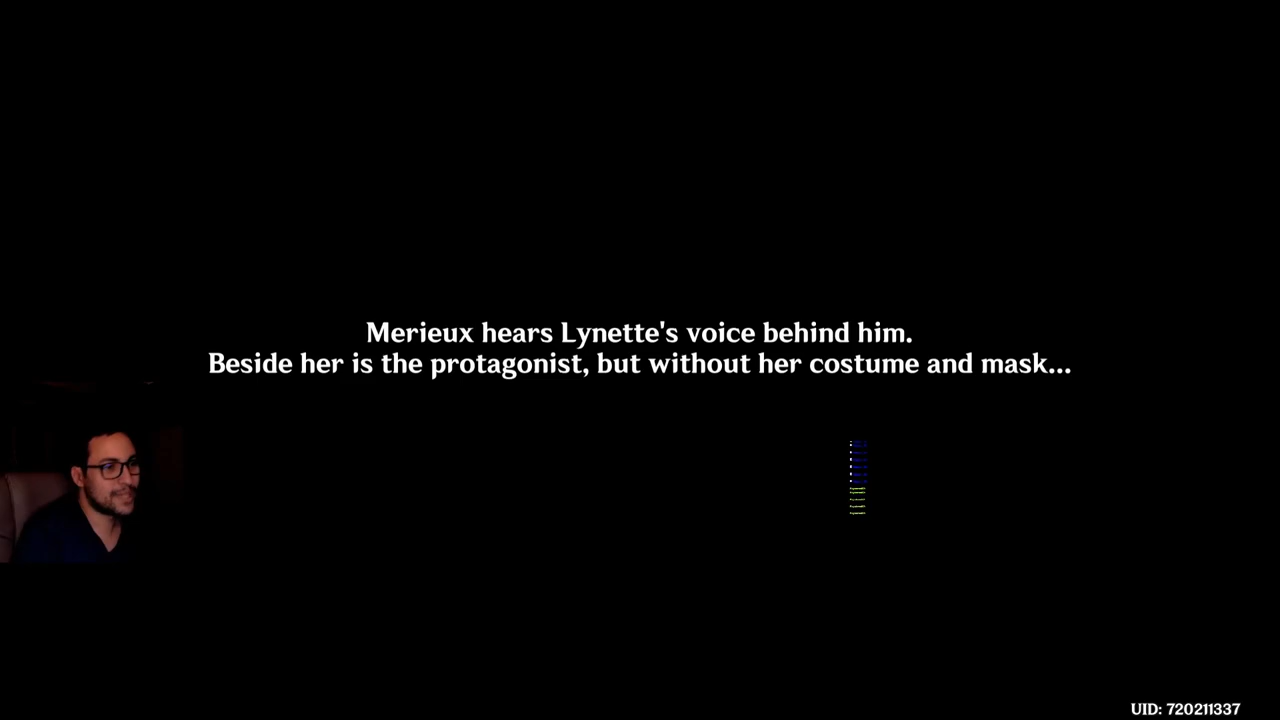 Merieux hears Lynette's voice behind him.
Beside her is the protagonist, but without her costume and mask...
UID: 720211337